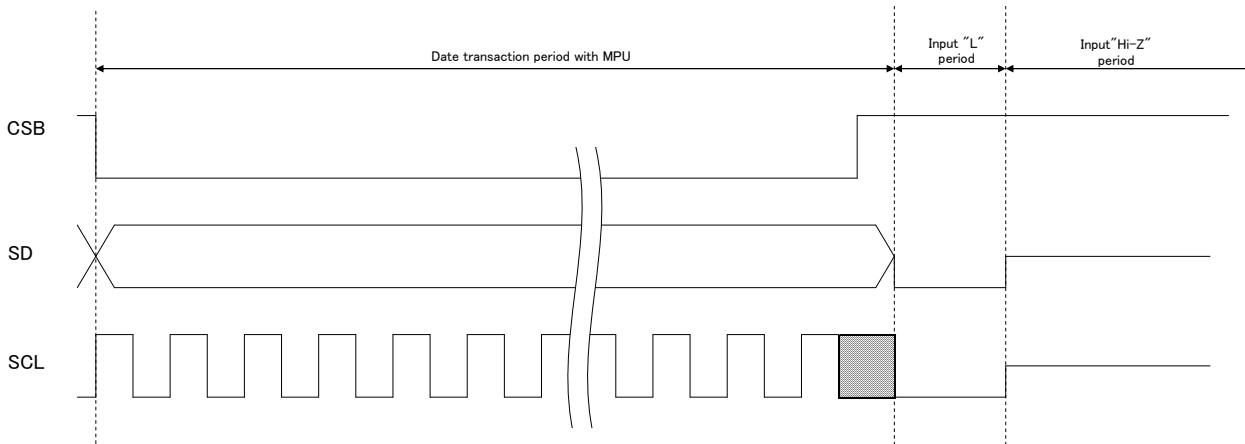 Date transaction period with MPU
Input "L"
period
Input"Hi-Z"
period
CSB
SD
SCL